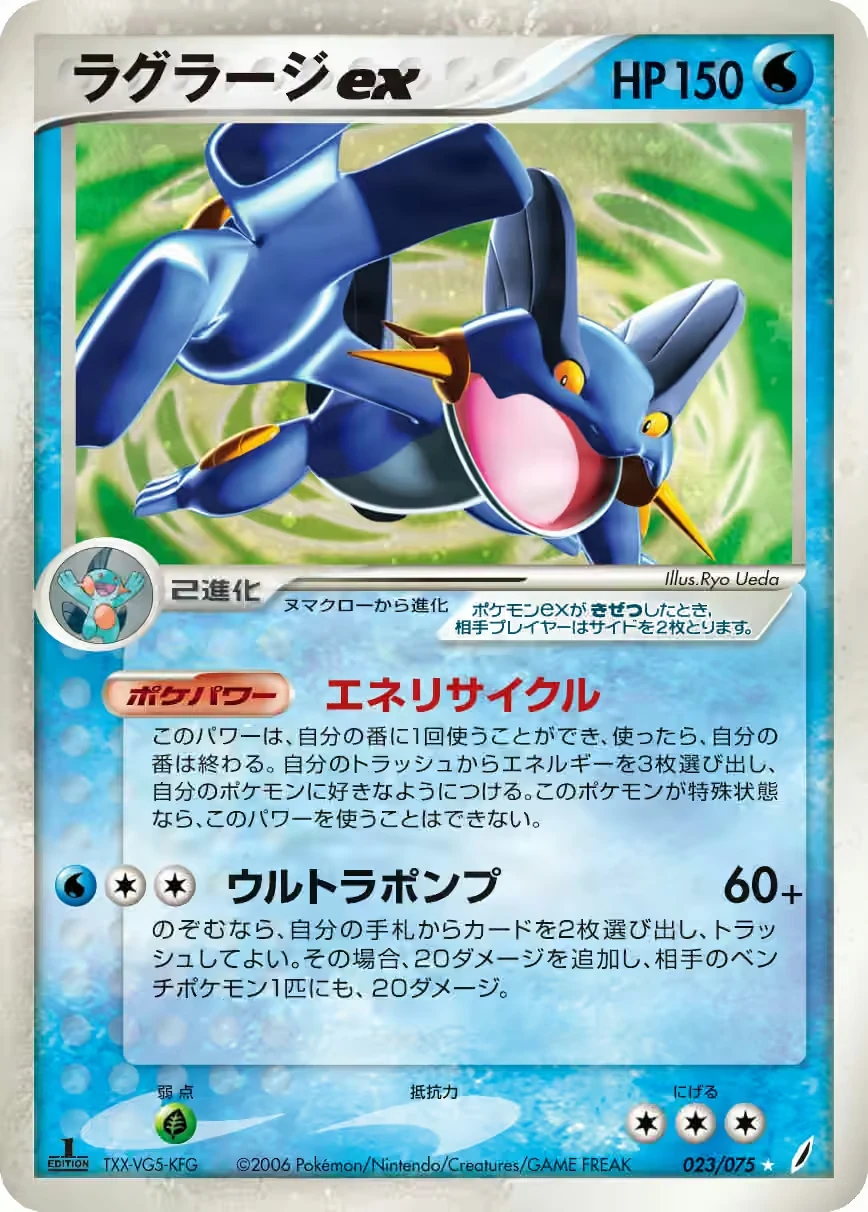 ラグラージex HP150
Illus.Ryo Ueda
2進化
ヌマクローから進化
ポケモンexがきぜつしたとき、
相手プレイヤーはサイドを2枚とります。
ポケパワー エネリサイクル
このパワーは、自分の番に1回使うことができ、使ったら、自分の
番は終わる。自分のトラッシュからエネルギーを3枚選び出し、
自分のポケモンに好きなようにつける。このポケモンが特殊状態
なら、このパワーを使うことはできない。
ウルトラポンプ 60+
のぞむなら、自分の手札からカードを2枚選び出し、トラッ
シュしてよい。その場合、20ダメージを追加し、相手のベン
チポケモン1匹にも、20ダメージ。
弱点 抵抗力 にげる
1 EDITION TXX-VG5-KFG ©2006 Pokémon/Nintendo/Creatures/GAME FREAK 023/075 ★